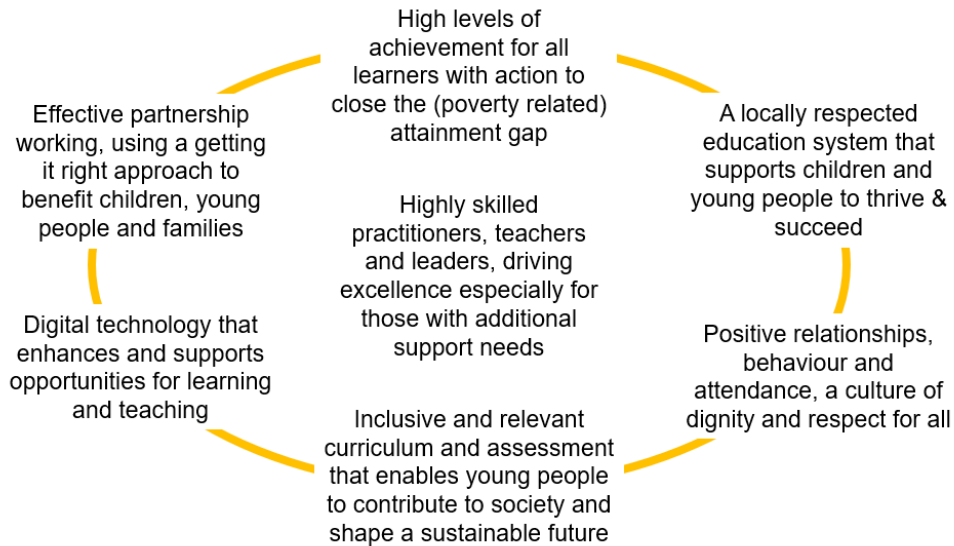 High levels of
achievement for all
learners with action to
close the (poverty related)
attainment gap
Effective partnership
working, using a getting
it right approach to
benefit children, young
people and families
A locally respected
education system that
supports children and
young people to thrive &
succeed
Highly skilled
practitioners, teachers
and leaders, driving
excellence especially for
those with additional
support needs
Digital technology that
enhances and supports
opportunities for learning
and teaching
Positive relationships,
behaviour and
attendance, a culture of
dignity and respect for all
Inclusive and relevant
curriculum and assessment
that enables young people
to contribute to society and
shape a sustainable future